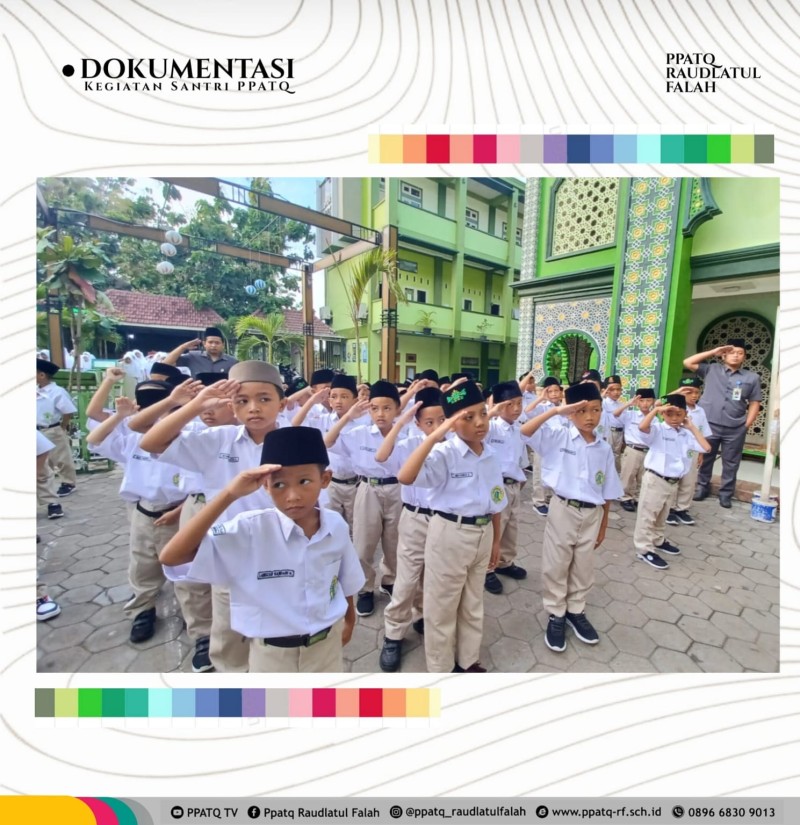 DOKUMENTASI
KEGIATAN SANTRI PPATQ
PPATQ
RAUDLATUL
FALAH
PPATQ TV Ppatq Raudlatul Falah @ppatq_raudlatulfalah www.ppatq-rf.sch.id 0896 6830 9013